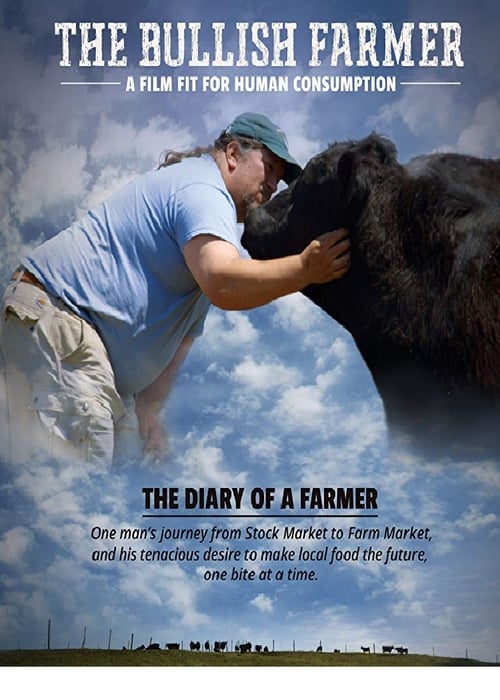 THE BULLISH FARMER
A FILM FIT FOR HUMAN CONSUMPTION
THE DIARY OF A FARMER
One man's journey from Stock Market to Farm Market,
and his tenacious desire to make local food the future,
one bite at a time.